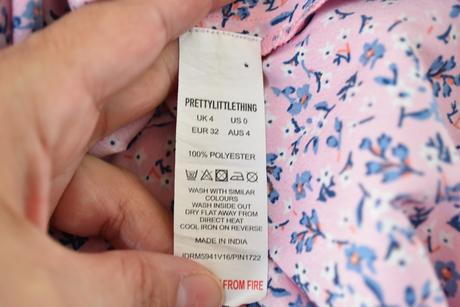 PRETTYLITTLETHING
UK 4 US 0
EUR 32 AUS 4
100% POLYESTER
WASH WITH SIMILAR
COLOURS
WASH INSIDE OUT
DRY FLAT AWAY FROM
DIRECT HEAT
COOL IRON ON REVERSE
MADE IN INDIA
IDRM5941V16/PIN1722
FROM FIRE